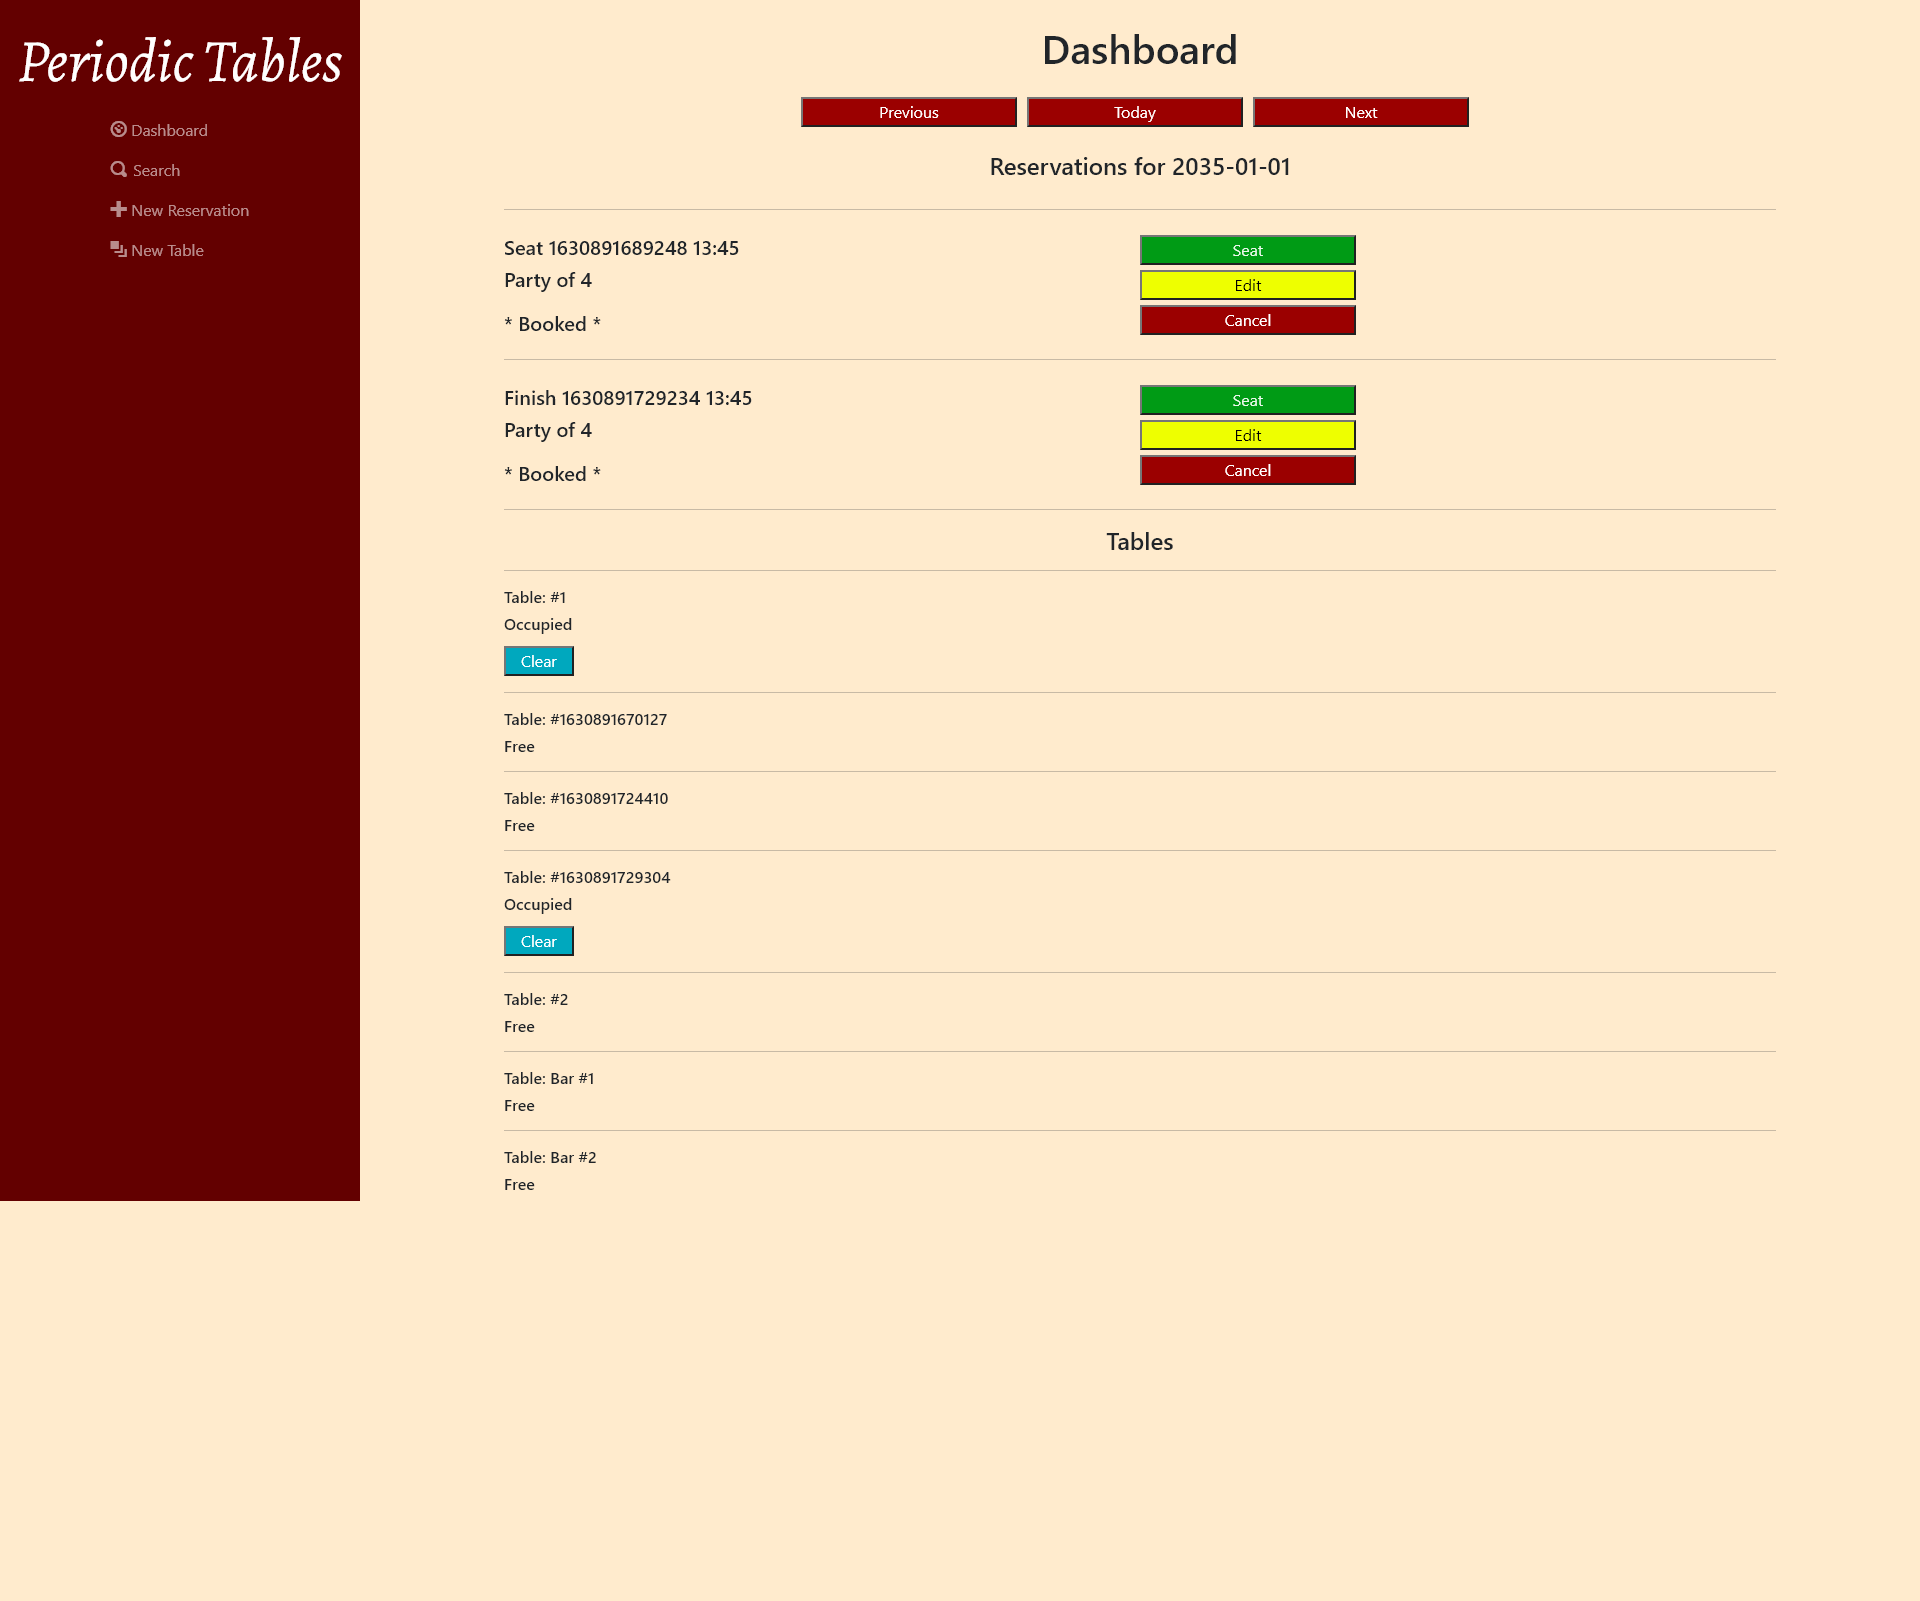 Periodic Tables
Dashboard
Search
New Reservation
New Table
Dashboard
Previous Today Next
Reservations for 2035-01-01
Seat 1630891689248 13:45
Party of 4
* Booked *
Seat
Edit
Cancel
Finish 1630891729234 13:45
Party of 4
* Booked *
Seat
Edit
Cancel
Tables
Table: #1
Occupied
Clear
Table: #1630891670127
Free
Table: #1630891724410
Free
Table: #1630891729304
Occupied
Clear
Table: #2
Free
Table: Bar #1
Free
Table: Bar #2
Free